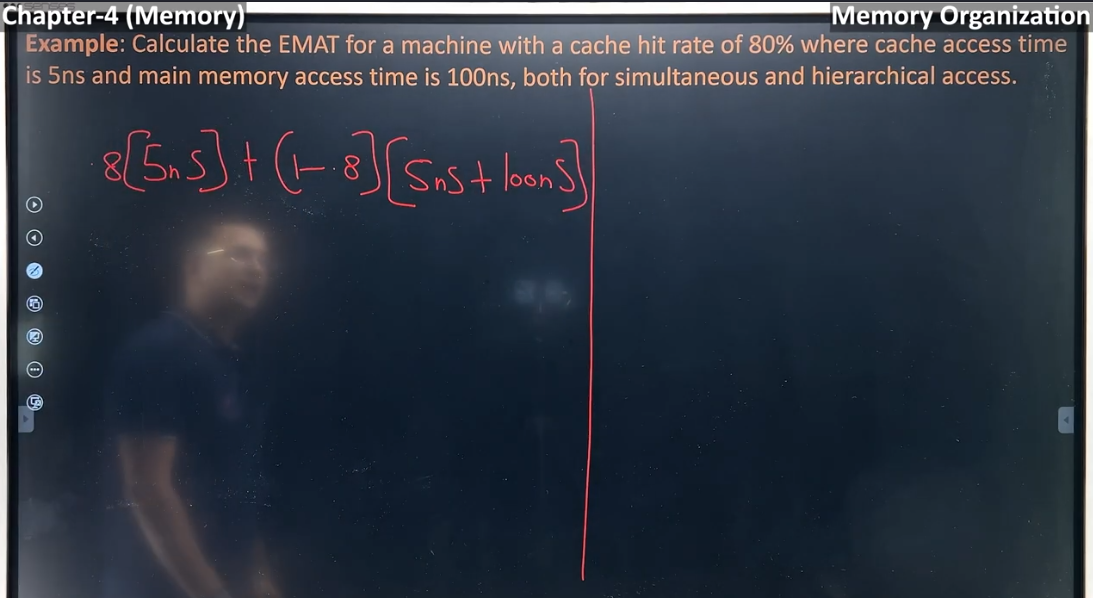 Chapter-4 (Memory)
Memory Organization
Example: Calculate the EMAT for a machine with a cache hit rate of 80% where cache access time
is 5ns and main memory access time is 100ns, both for simultaneous and hierarchical access.
.8[5nS] + (1-.8][5nS + 100nS]